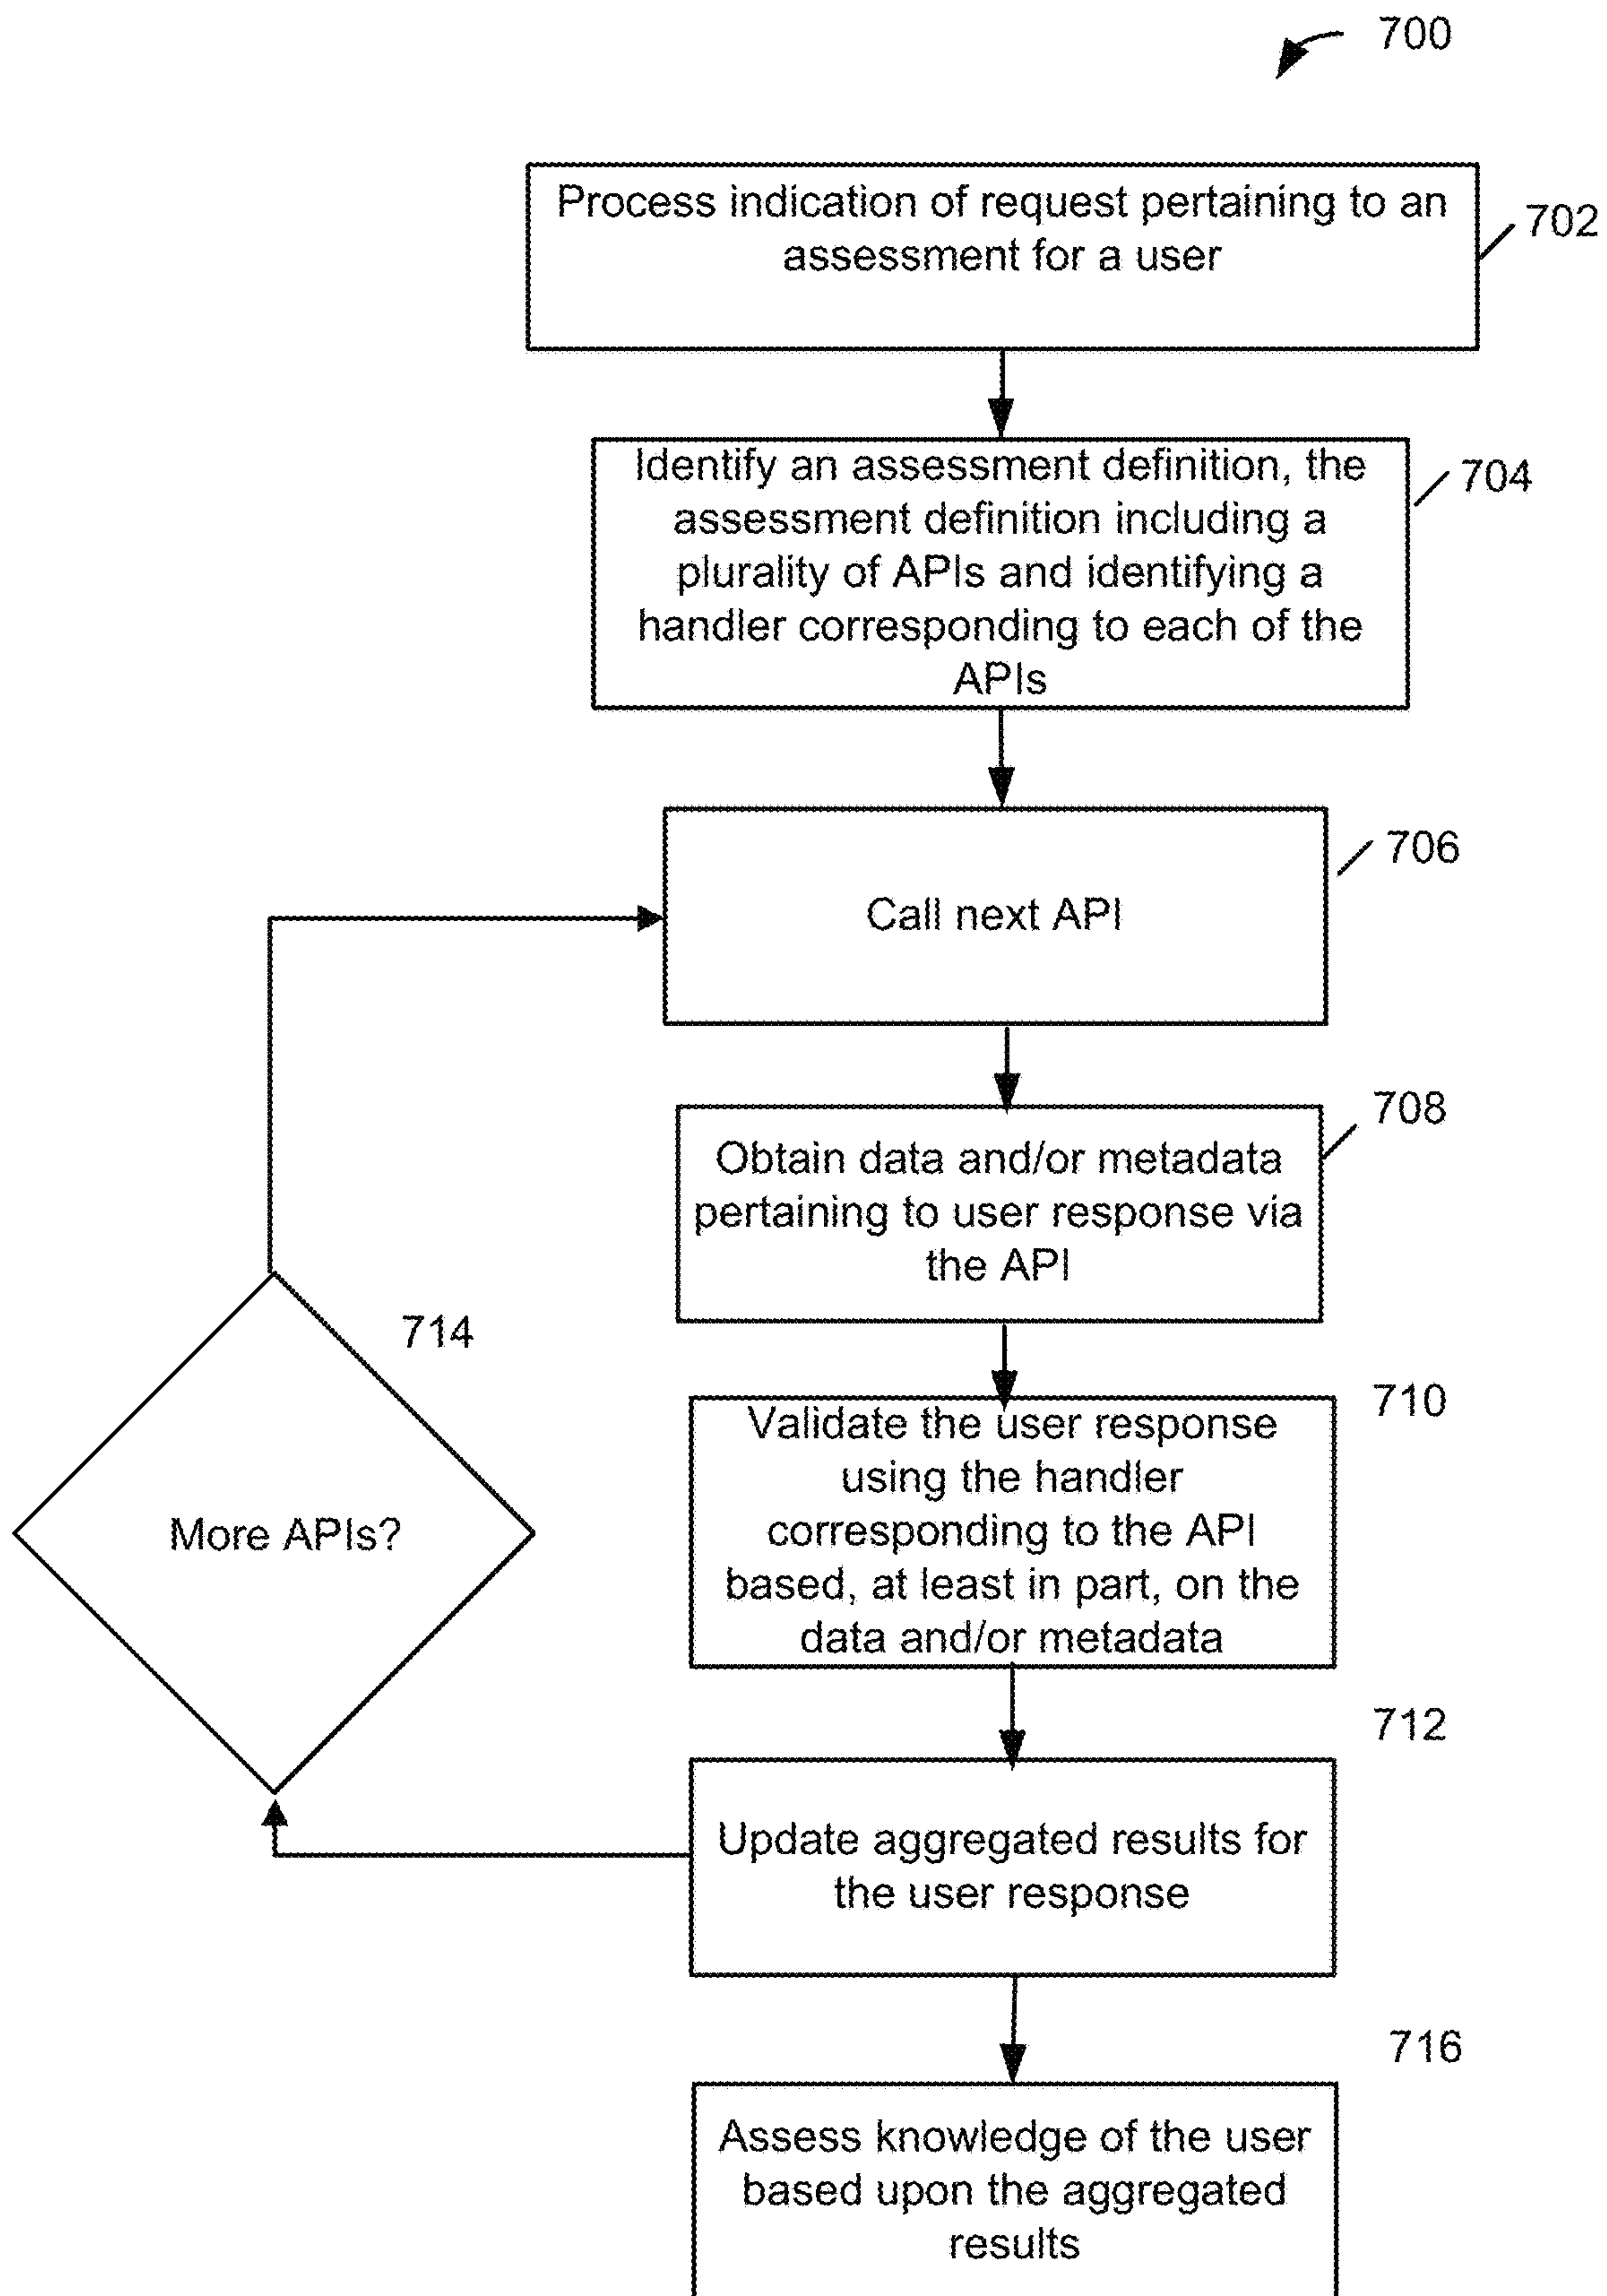 700
Process indication of request pertaining to an
assessment for a user
702
Identify an assessment definition, the
assessment definition including a
plurality of APIs and identifying a
handler corresponding to each of the
APIs
704
Call next API
706
Obtain data and/or metadata
pertaining to user response via
the API
708
Validate the user response
using the handler
corresponding to the API
based, at least in part, on the
data and/or metadata
710
Update aggregated results for
the user response
712
More APIs?
714
Assess knowledge of the user
based upon the aggregated
results
716